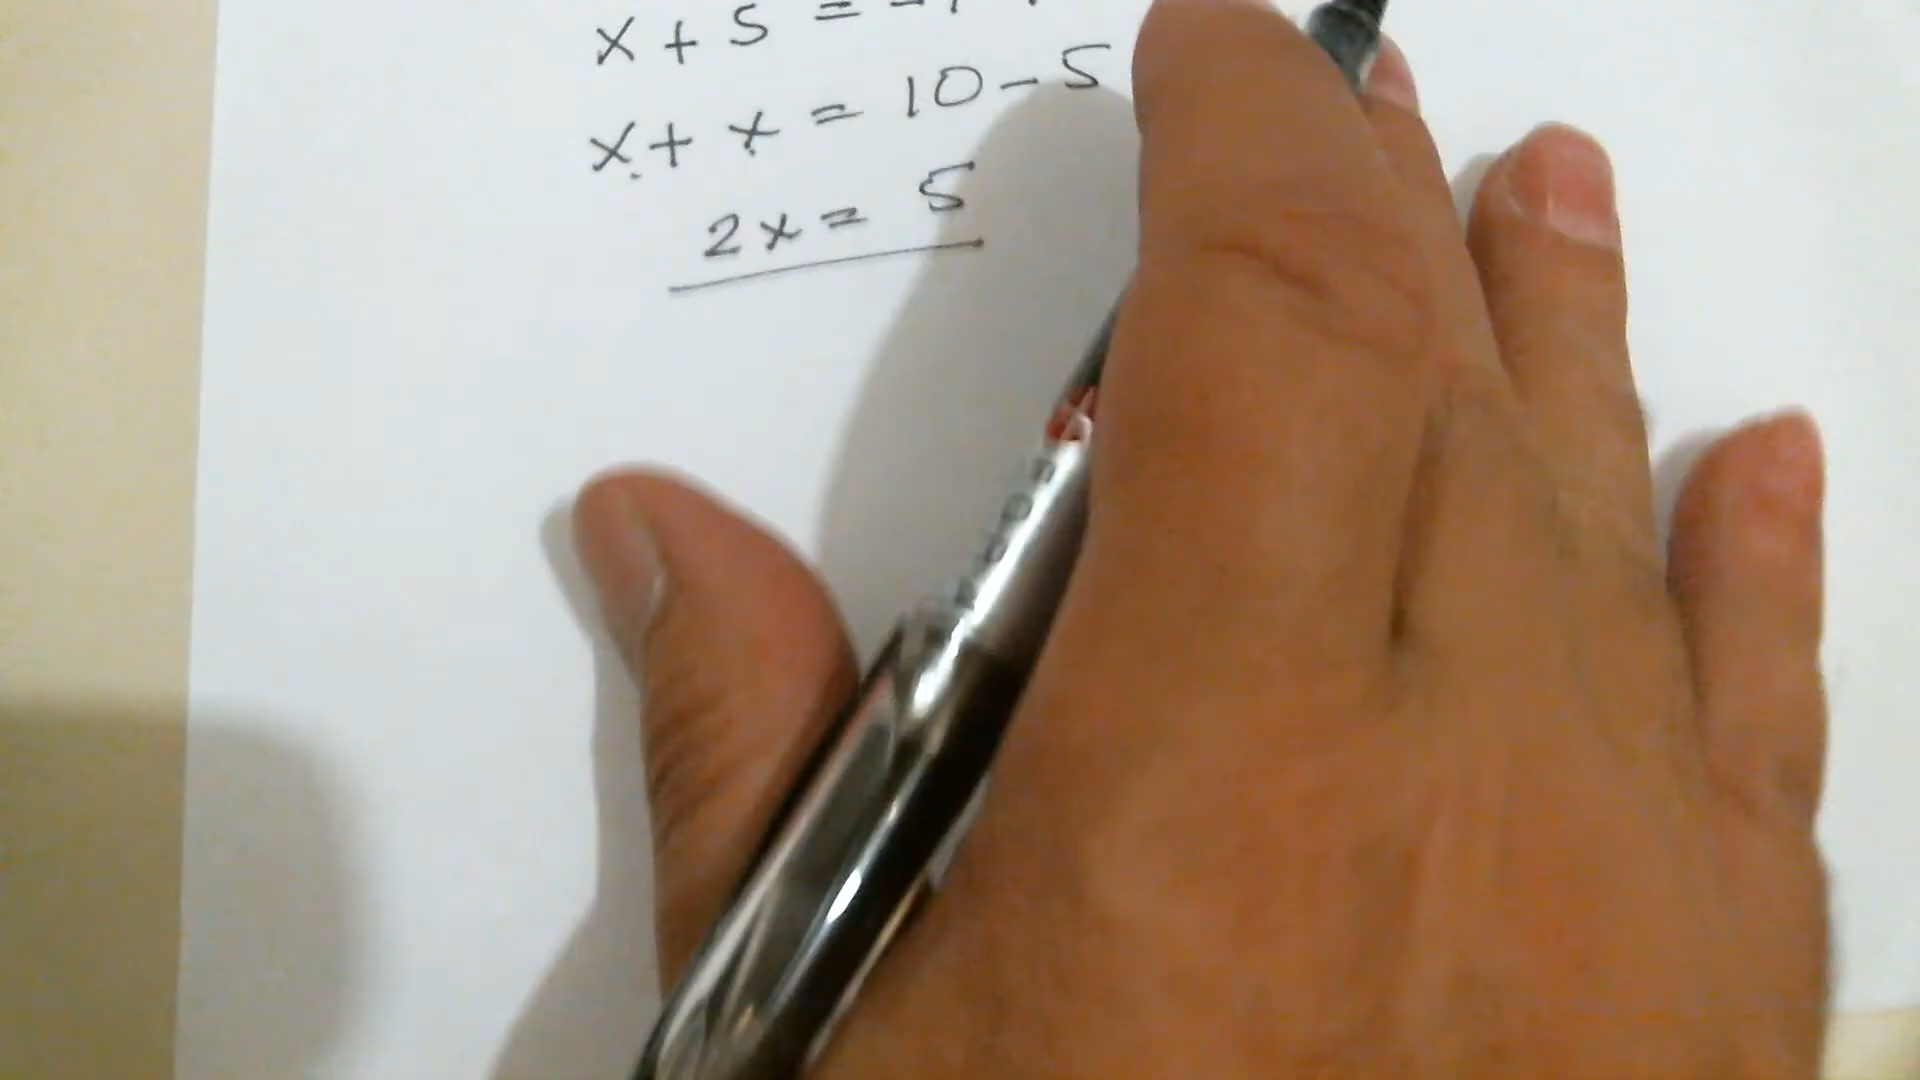 x + 5 = -
x + x = 10 - 5
2x = 5